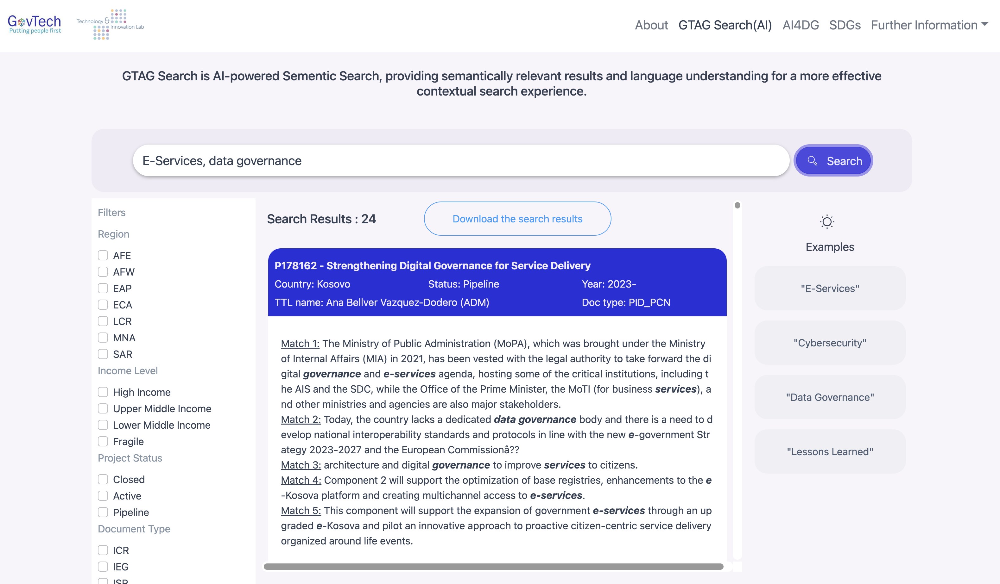 GovTech
Putting people first
Technology &
Innovation Lab
About GTAG Search(AI) AI4DG SDGs Further Information
GTAG Search is AI-powered Sementic Search, providing semantically relevant results and language understanding for a more effective
contextual search experience.
E-Services, data governance
Search
Filters
Region
AFE
AFW
EAP
ECA
LCR
MNA
SAR
Income Level
High Income
Upper Middle Income
Lower Middle Income
Fragile
Project Status
Closed
Active
Pipeline
Document Type
ICR
IEG
ISR
Search Results : 24
Download the search results
P178162 - Strengthening Digital Governance for Service Delivery
Country: Kosovo Status: Pipeline Year: 2023-
TTL name: Ana Bellver Vazquez-Dodero (ADM) Doc type: PID_PCN
Match 1: The Ministry of Public Administration (MoPA), which was brought under the Ministry
of Internal Affairs (MIA) in 2021, has been vested with the legal authority to take forward the di
gital governance and e-services agenda, hosting some of the critical institutions, including t
he AIS and the SDC, while the Office of the Prime Minister, the MoTI (for business services), a
nd other ministries and agencies are also major stakeholders.
Match 2: Today, the country lacks a dedicated data governance body and there is a need to d
evelop national interoperability standards and protocols in line with the new e-government Str
ategy 2023-2027 and the European Commissionâ??
Match 3: architecture and digital governance to improve services to citizens.
Match 4: Component 2 will support the optimization of base registries, enhancements to the e
-Kosova platform and creating multichannel access to e-services.
Match 5: This component will support the expansion of government e-services through an up
graded e-Kosova and pilot an innovative approach to proactive citizen-centric service delivery
organized around life events.
Examples
"E-Services"
"Cybersecurity"
"Data Governance"
"Lessons Learned"